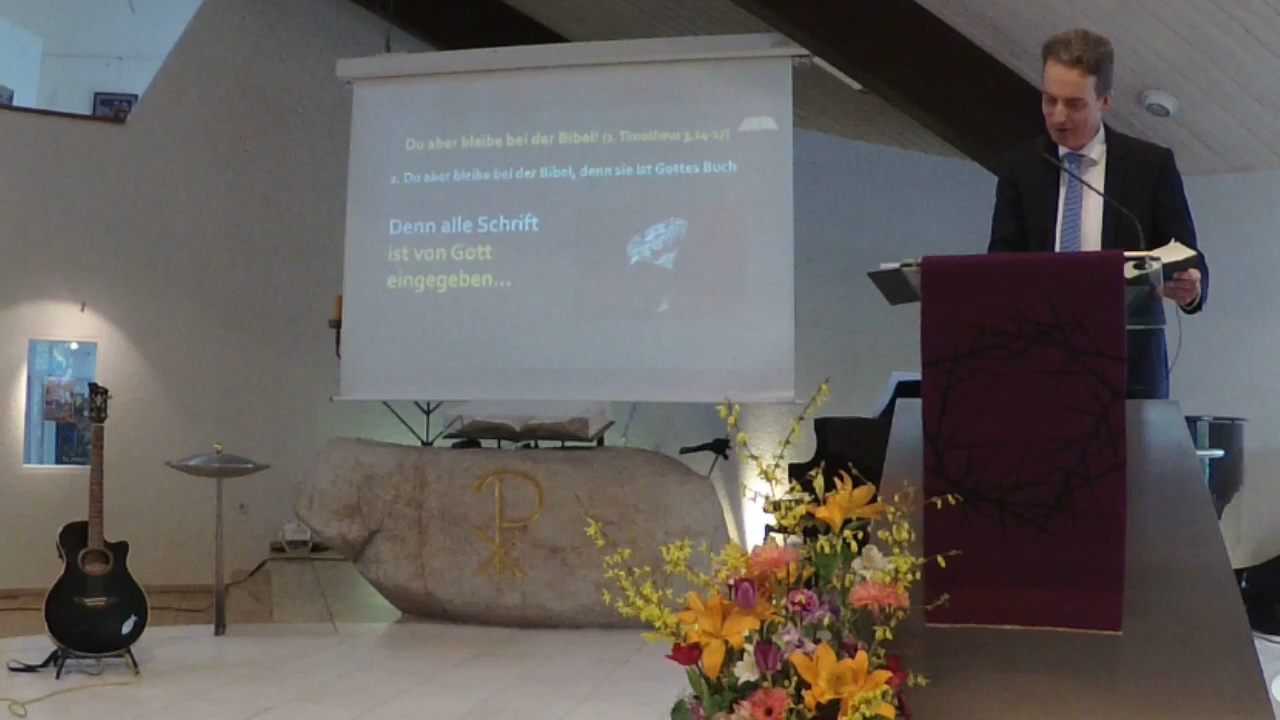 Du aber bleibe bei der Bibel! (2. Timotheus 3,14-17)
2. Du aber bleibe bei der Bibel, denn sie ist Gottes Buch
Denn alle Schrift
ist von Gott
eingegeben...